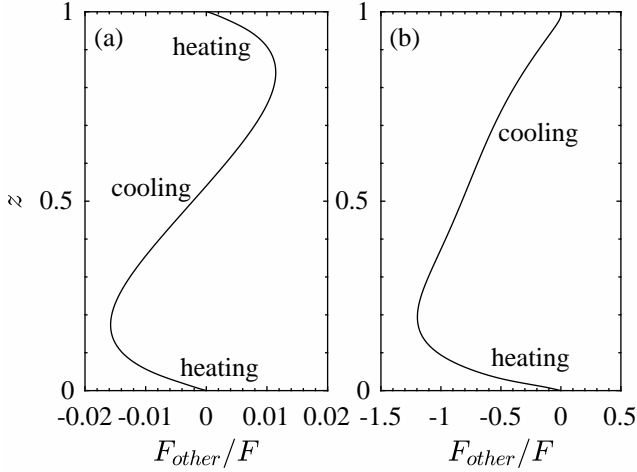 1 (a) heating 1 (b)
cooling
cooling
z 0.5 0.5
heating heating
0 0
-0.02 -0.01 0 0.01 0.02 -1.5 -1 -0.5 0 0.5
F_other/F F_other/F